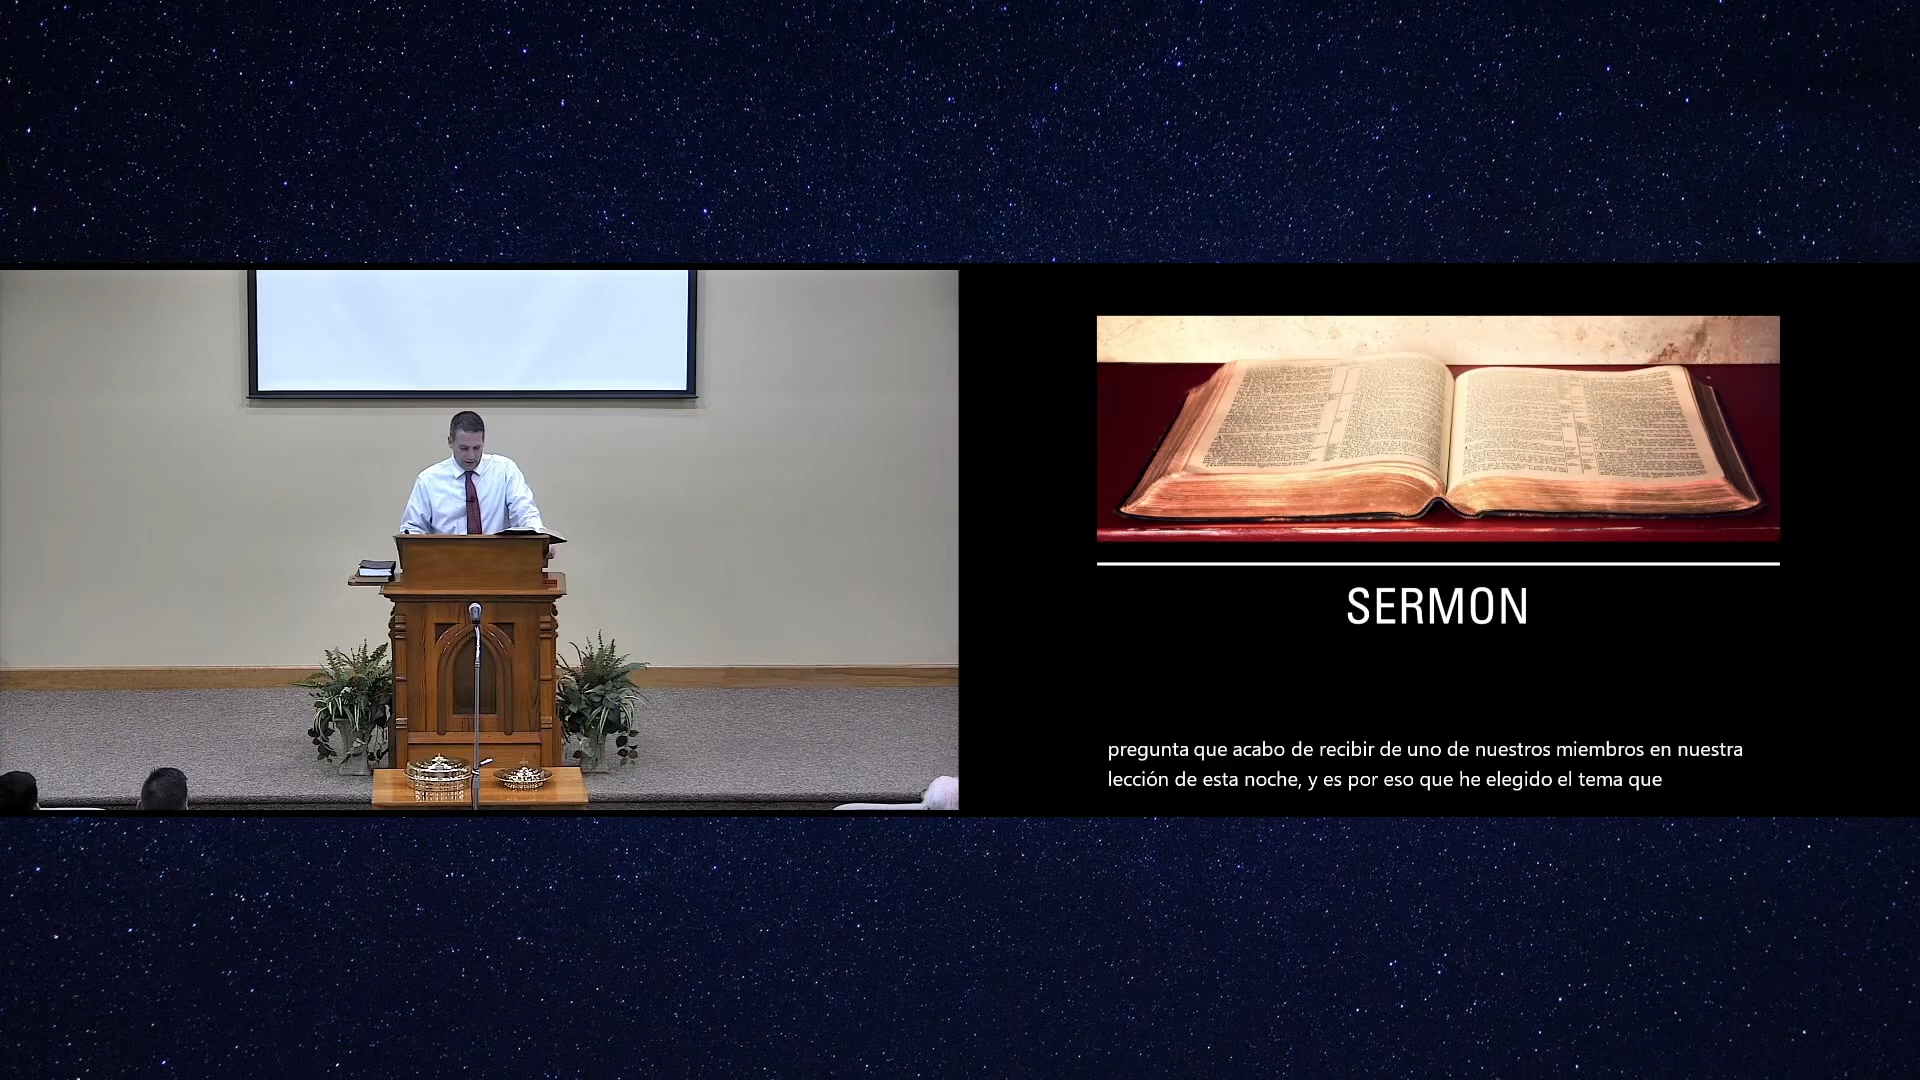 SERMON
pregunta que acabo de recibir de uno de nuestros miembros en nuestra
lección de esta noche, y es por eso que he elegido el tema que